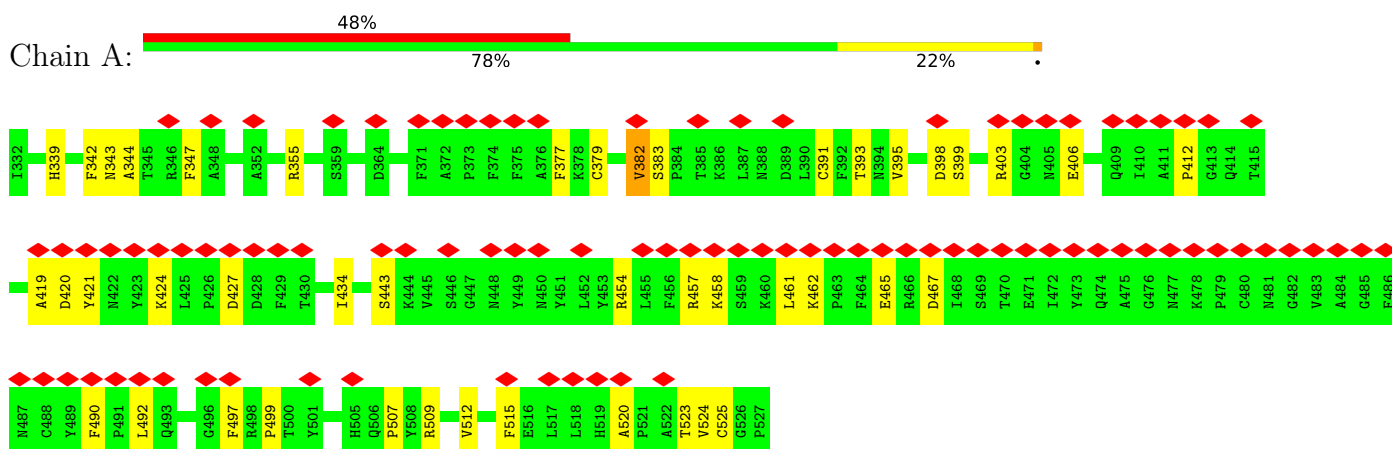 48%
Chain A:
78% 22% •
I332 H339 F342 N343 A344 T345 R346 F347 A348 A352 R355 S359 D364 F371 A372 P373 F374 F375 A376 F377 K378 C379 V382 S383 P384 T385 K386 L387 N388 D389 L390 C391 F392 T393 N394 V395 D398 S399 R403 G404 N405 E406 Q409 I410 A411 P412 G413 Q414 T415
A419 D420 Y421 N422 Y423 K424 L425 P426 D427 D428 F429 T430 I434 S443 K444 V445 S446 G447 N448 Y449 N450 Y451 L452 Y453 R454 L455 F456 R457 K458 S459 K460 L461 K462 P463 F464 E465 R466 D467 I468 S469 T470 E471 I472 Y473 Q474 A475 G476 N477 K478 P479 C480 N481 G482 V483 A484 G485 F486
N487 C488 Y489 F490 P491 L492 Q493 G496 F497 R498 P499 T500 Y501 H505 Q506 P507 Y508 R509 V512 F515 E516 L517 L518 H519 A520 P521 A522 T523 V524 C525 G526 P527